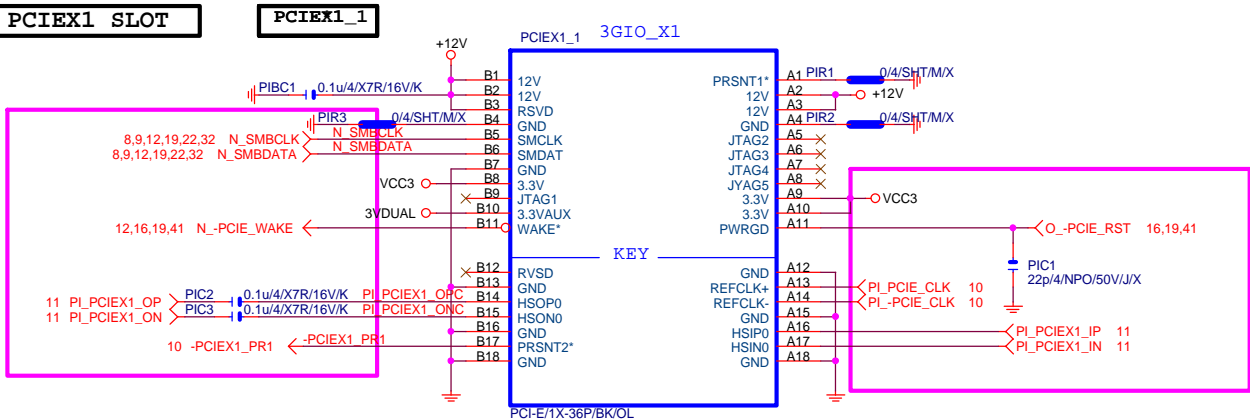 PCIEX1 SLOT
PCIEX1_1
PCIEX1_1 3GIO_X1
+12V
PIBC1 0.1u/4/X7R/16V/K
PIR3 0/4/SHT/M/X
8,9,12,19,22,32 N_SMBCLK N_SMBCLK
8,9,12,19,22,32 N_SMBDATA N_SMBDATA
VCC3
3VDUAL
12,16,19,41 N_-PCIE_WAKE
11 PI_PCIEX1_OP PIC2 0.1u/4/X7R/16V/K PI_PCIEX1_OPC
11 PI_PCIEX1_ON PIC3 0.1u/4/X7R/16V/K PI_PCIEX1_ONC
10 -PCIEX1_PR1 -PCIEX1_PR1
B1 12V
B2 12V
B3 RSVD
B4 GND
B5 SMCLK
B6 SMDAT
B7 GND
B8 3.3V
B9 JTAG1
B10 3.3VAUX
B11 WAKE*
KEY
B12 RVSD
B13 GND
B14 HSOP0
B15 HSON0
B16 GND
B17 PRSNT2*
B18 GND
PRSNT1* A1
12V A2
12V A3
GND A4
JTAG2 A5
JTAG3 A6
JTAG4 A7
JYAG5 A8
3.3V A9
3.3V A10
PWRGD A11
GND A12
REFCLK+ A13
REFCLK- A14
GND A15
HSIP0 A16
HSIN0 A17
GND A18
PIR1 0/4/SHT/M/X
+12V
PIR2 0/4/SHT/M/X
VCC3
O_-PCIE_RST 16,19,41
PIC1
22p/4/NPO/50V/J/X
PI_PCIE_CLK 10
PI_-PCIE_CLK 10
PI_PCIEX1_IP 11
PI_PCIEX1_IN 11
PCI-E/1X-36P/BK/OL